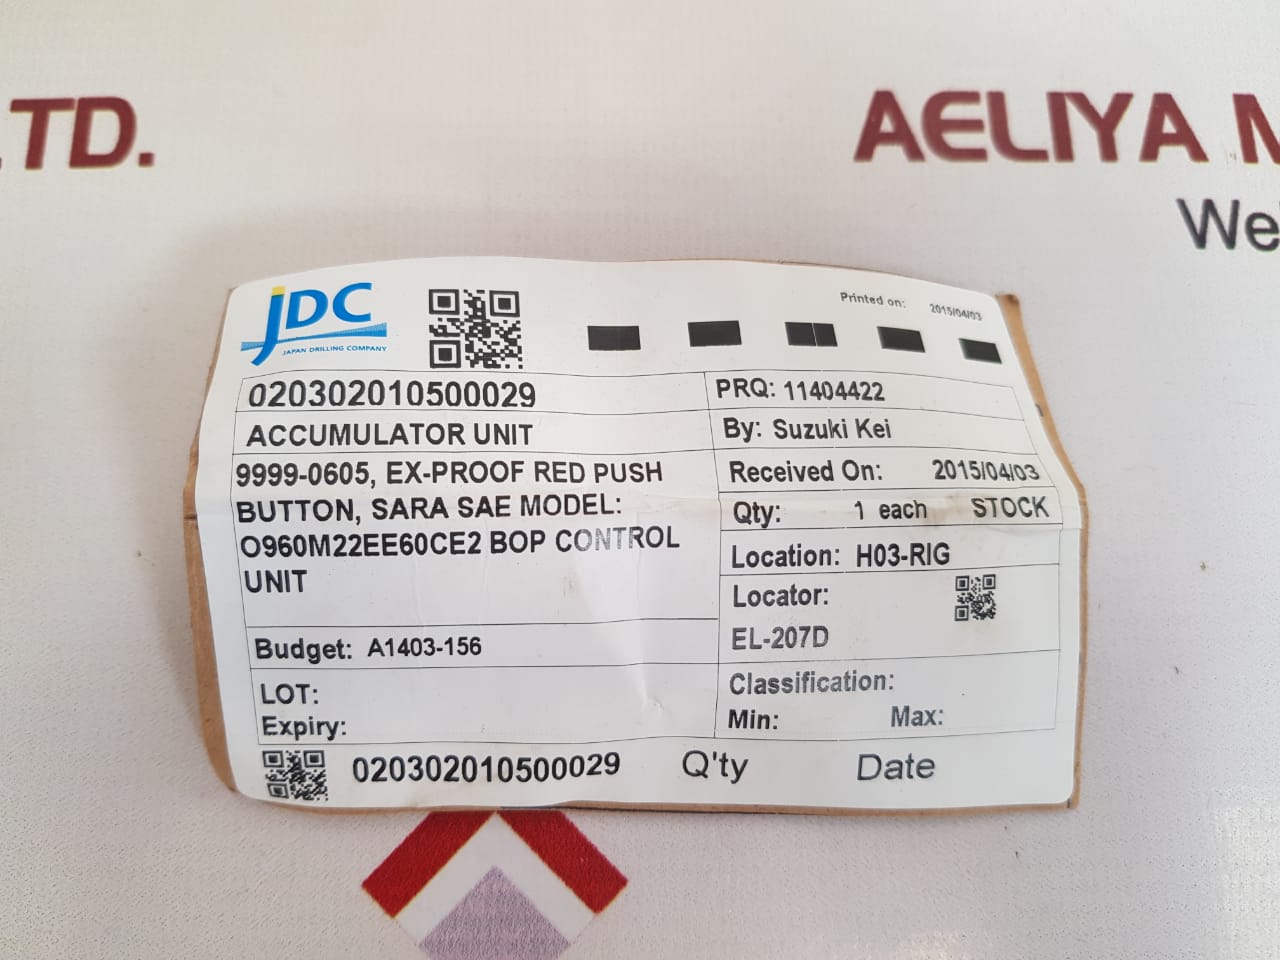 .TD.
AELIYA M
We
JDC
JAPAN DRILLING COMPANY
Printed on: 2015/04/03
020302010500029
ACCUMULATOR UNIT
9999-0605, EX-PROOF RED PUSH
BUTTON, SARA SAE MODEL:
O960M22EE60CE2 BOP CONTROL
UNIT
Budget: A1403-156
LOT:
Expiry:
PRQ: 11404422
By: Suzuki Kei
Received On: 2015/04/03
Qty: 1 each STOCK
Location: H03-RIG
Locator:
EL-207D
Classification:
Min: Max:
020302010500029 Q'ty Date